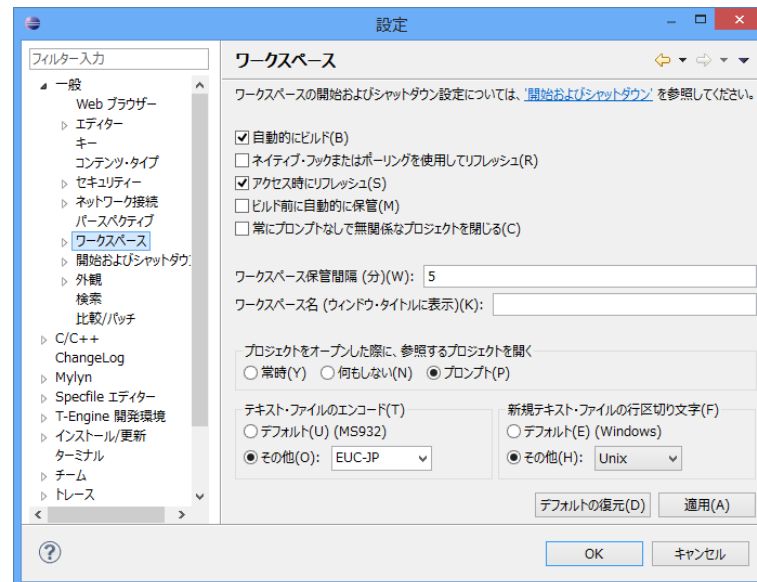 設定
フィルター入力
一般
Web ブラウザー
エディター
キー
コンテンツ・タイプ
セキュリティー
ネットワーク接続
パースペクティブ
ワークスペース
開始およびシャットダウ
外観
検索
比較/パッチ
C/C++
ChangeLog
Mylyn
Specfile エディター
T-Engine 開発環境
インストール/更新
ターミナル
チーム
トレース
ワークスペース
ワークスペースの開始およびシャットダウン設定については、'開始およびシャットダウン' を参照してください。
自動的にビルド(B)
ネイティブ・フックまたはポーリングを使用してリフレッシュ(R)
アクセス時にリフレッシュ(S)
ビルド前に自動的に保管(M)
常にプロンプトなしで無関係なプロジェクトを閉じる(C)
ワークスペース保管間隔 (分)(W): 5
ワークスペース名 (ウィンドウ・タイトルに表示)(K):
プロジェクトをオープンした際に、参照するプロジェクトを開く
常時(Y) 何もしない(N) プロンプト(P)
テキスト・ファイルのエンコード(T)
デフォルト(U) (MS932)
その他(O): EUC-JP
新規テキスト・ファイルの行区切り文字(F)
デフォルト(E) (Windows)
その他(H): Unix
デフォルトの復元(D) 適用(A)
OK キャンセル